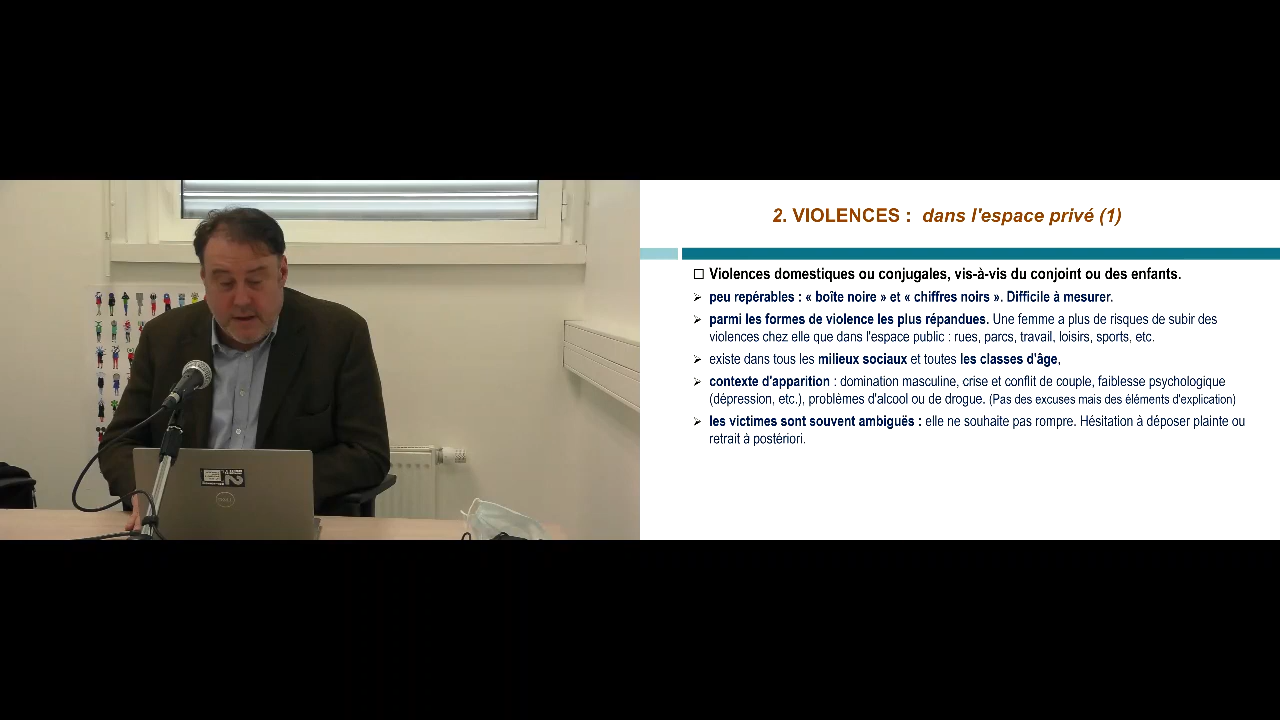 2. VIOLENCES : dans l'espace privé (1)
Violences domestiques ou conjugales, vis-à-vis du conjoint ou des enfants.
peu repérables : « boîte noire » et « chiffres noirs ». Difficile à mesurer.
parmi les formes de violence les plus répandues. Une femme a plus de risques de subir des
violences chez elle que dans l'espace public : rues, parcs, travail, loisirs, sports, etc.
existe dans tous les milieux sociaux et toutes les classes d'âge,
contexte d'apparition : domination masculine, crise et conflit de couple, faiblesse psychologique
(dépression, etc.), problèmes d'alcool ou de drogue. (Pas des excuses mais des éléments d'explication)
les victimes sont souvent ambiguës : elle ne souhaite pas rompre. Hésitation à déposer plainte ou
retrait à postériori.